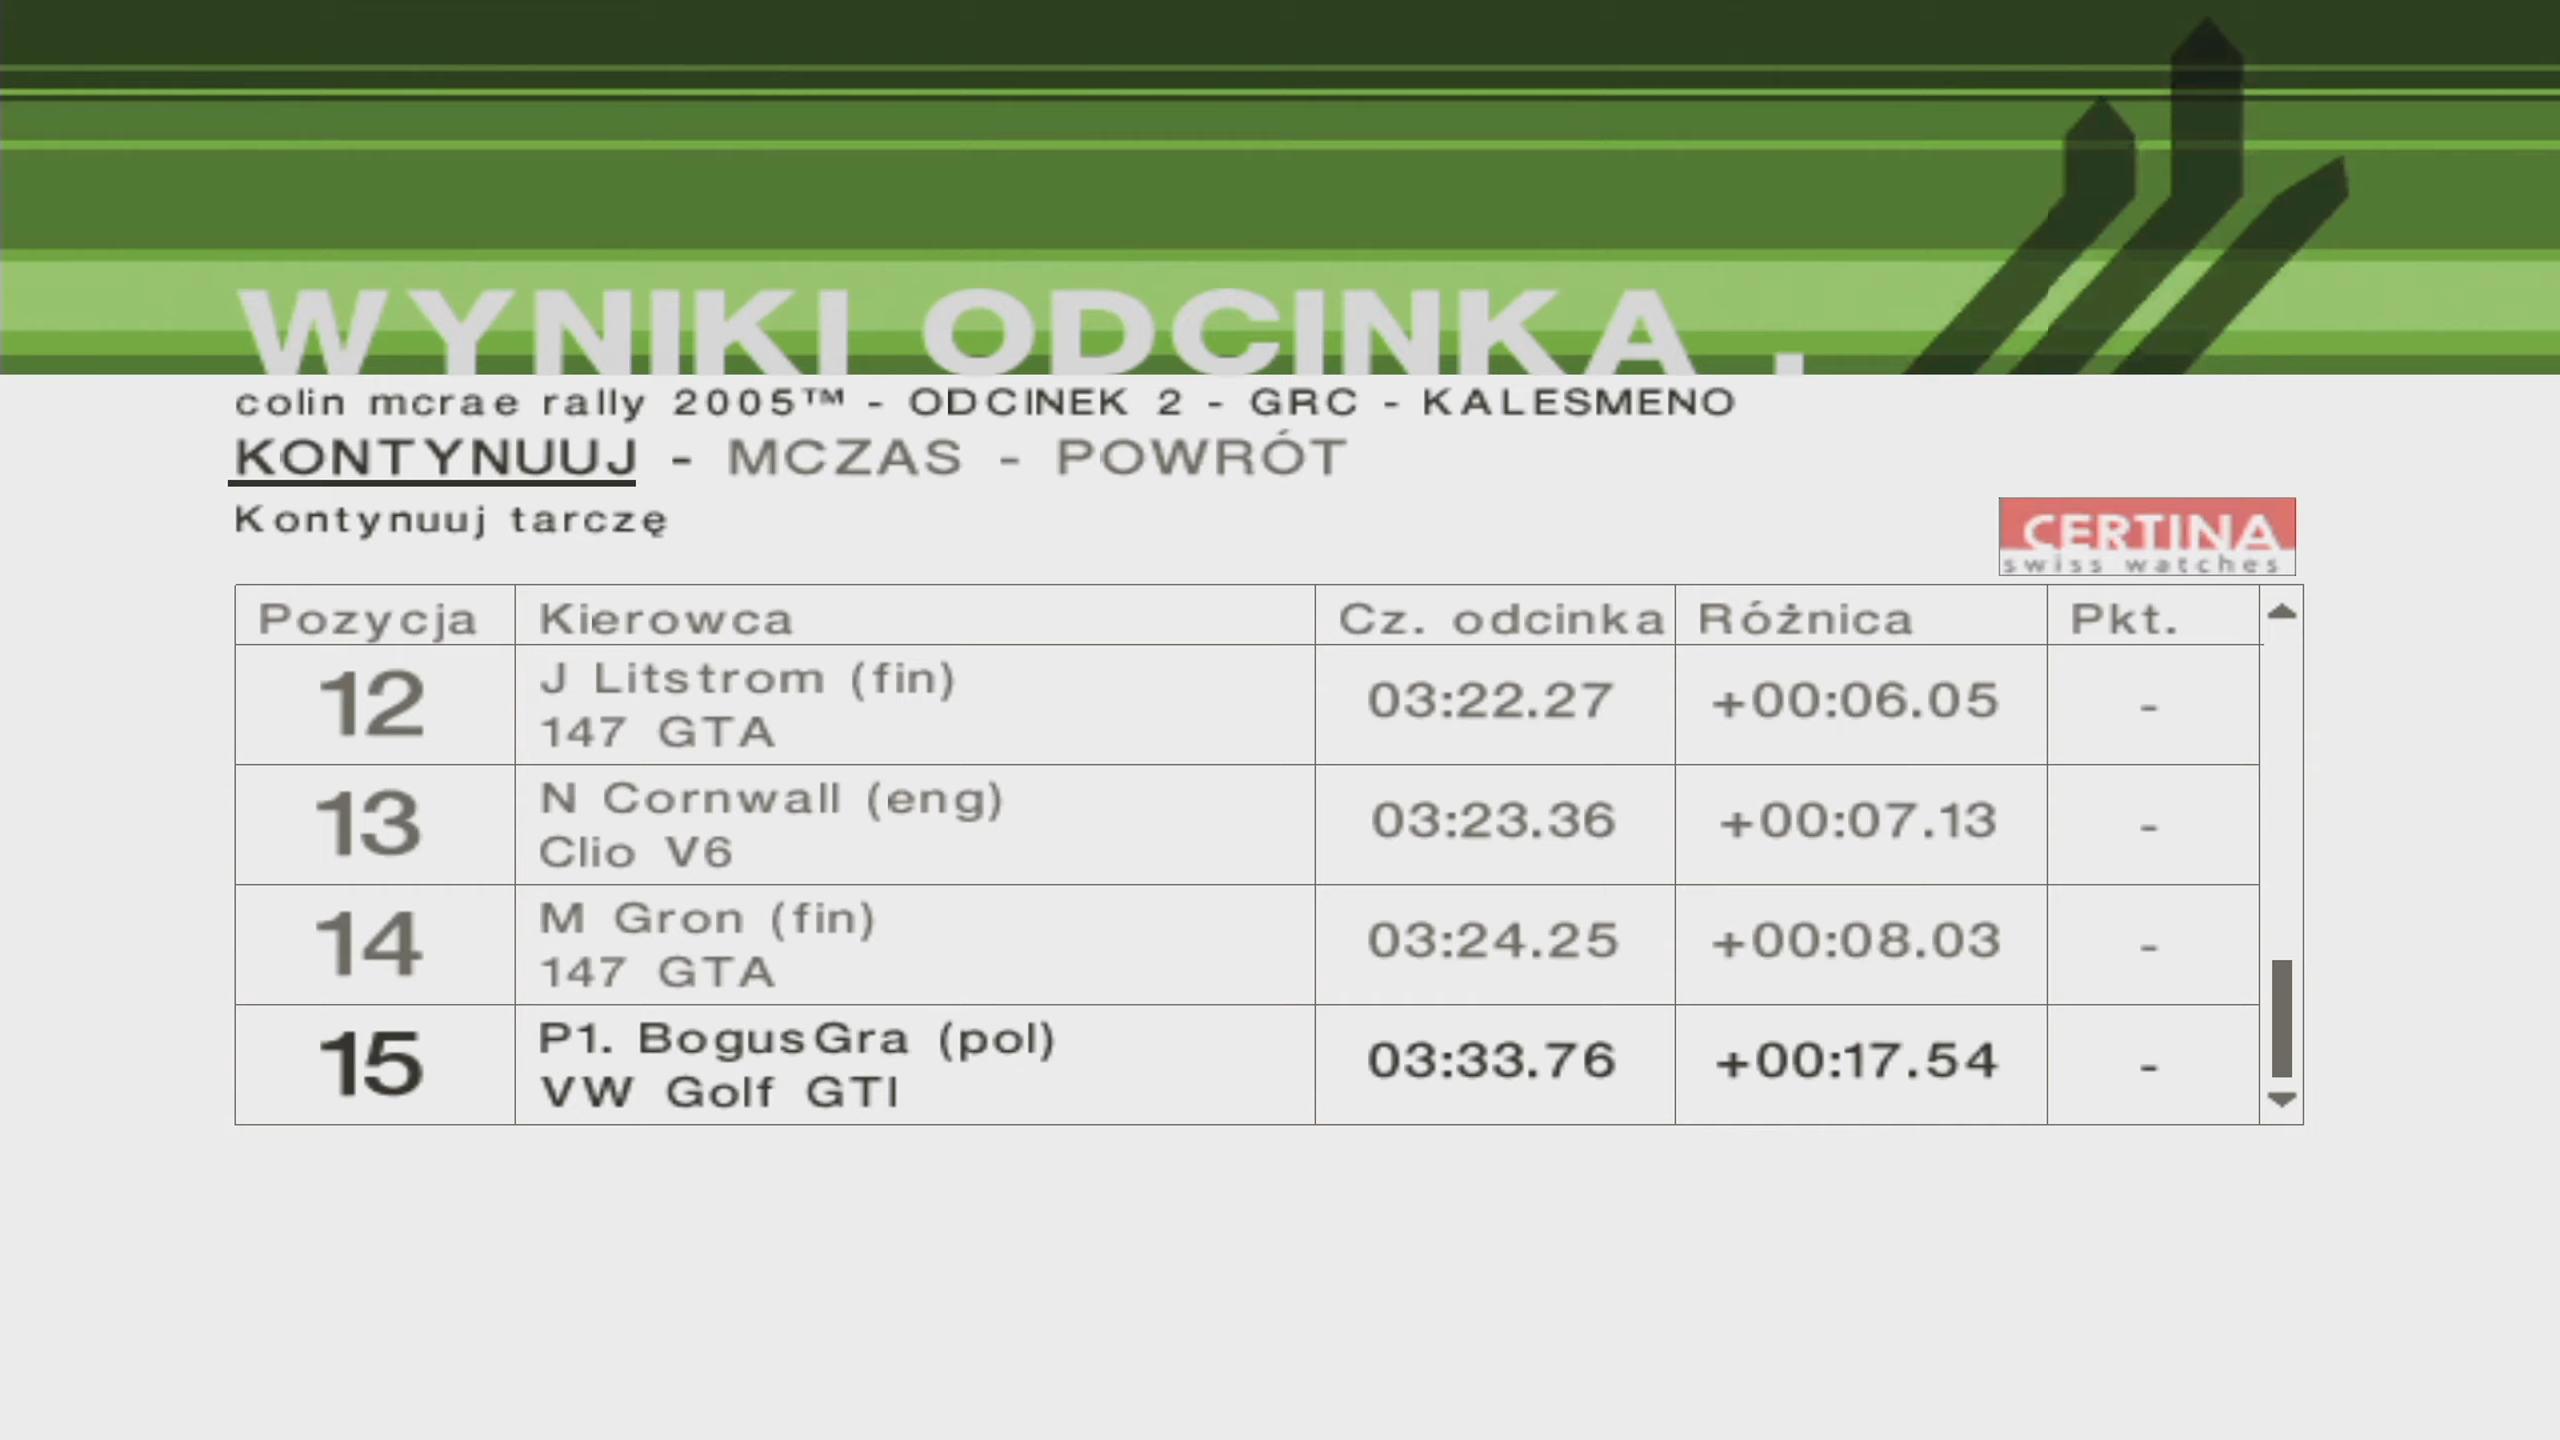 WYNIKI ODCINKA .
colin mcrae rally 2005™ - ODCINEK 2 - GRC - KALESMENO
KONTYNUUJ - MCZAS - POWRÓT
Kontynuuj tarczę
CERTINA
swiss watches
Pozycja Kierowca Cz. odcinka Różnica Pkt.
12 J Litstrom (fin) 147 GTA 03:22.27 +00:06.05 -
13 N Cornwall (eng) Clio V6 03:23.36 +00:07.13 -
14 M Gron (fin) 147 GTA 03:24.25 +00:08.03 -
15 P1. BogusGra (pol) VW Golf GTI 03:33.76 +00:17.54 -